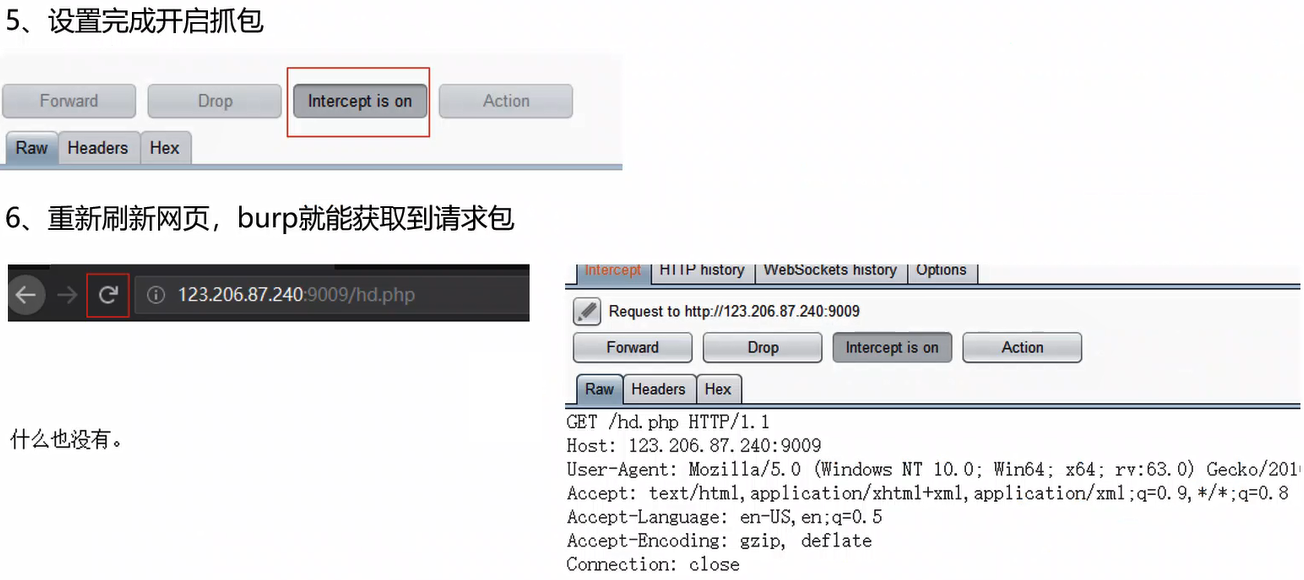 5、设置完成开启抓包
Forward Drop Intercept is on Action
Raw Headers Hex
6、重新刷新网页，burp就能获取到请求包
123.206.87.240:9009/hd.php
什么也没有。
Intercept HTTP history WebSockets history Options
Request to http://123.206.87.240:9009
Forward Drop Intercept is on Action
Raw Headers Hex
GET /hd.php HTTP/1.1
Host: 123.206.87.240:9009
User-Agent: Mozilla/5.0 (Windows NT 10.0; Win64; x64; rv:63.0) Gecko/201
Accept: text/html,application/xhtml+xml,application/xml;q=0.9,*/*;q=0.8
Accept-Language: en-US,en;q=0.5
Accept-Encoding: gzip, deflate
Connection: close